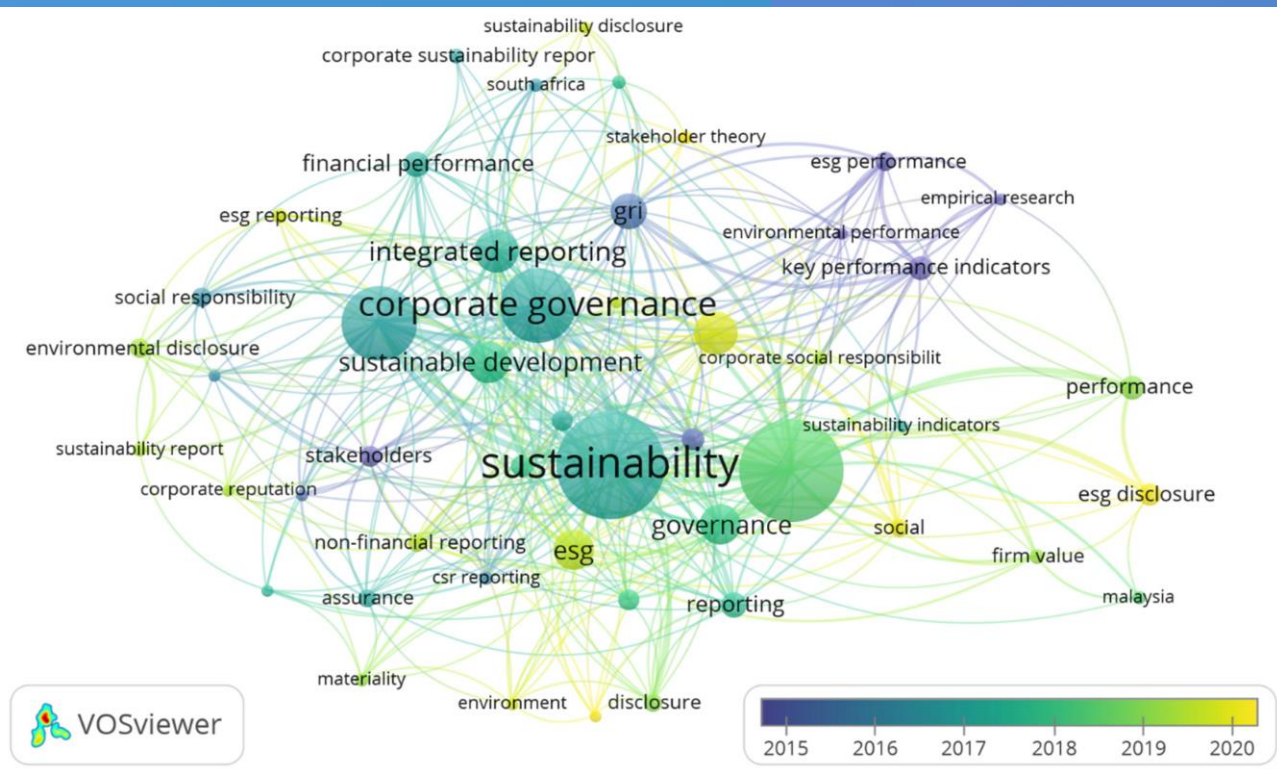 sustainability disclosure
corporate sustainability repor
south africa
stakeholder theory
financial performance
esg performance
empirical research
gri
esg reporting
environmental performance
integrated reporting
key performance indicators
social responsibility
corporate governance
environmental disclosure
corporate social responsibilit
sustainable development
performance
sustainability indicators
sustainability report
stakeholders
sustainability
corporate reputation
esg disclosure
governance
social
non-financial reporting
esg
firm value
csr reporting
assurance
reporting
malaysia
materiality
environment
disclosure
VOSviewer
2015 2016 2017 2018 2019 2020